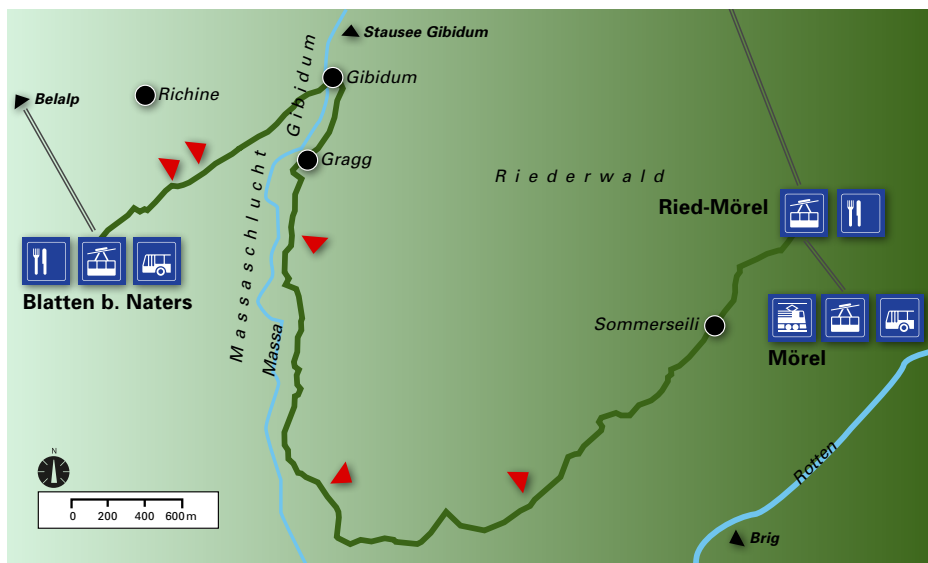 Stausee Gibidum
Gibidum
Belalp
Richine
Massaschlucht Gibidum
Gragg
Riederwald
Ried-Mörel
Blatten b. Naters
Sommerseili
Massa
Mörel
N
Rotten
0 200 400 600 m
Brig